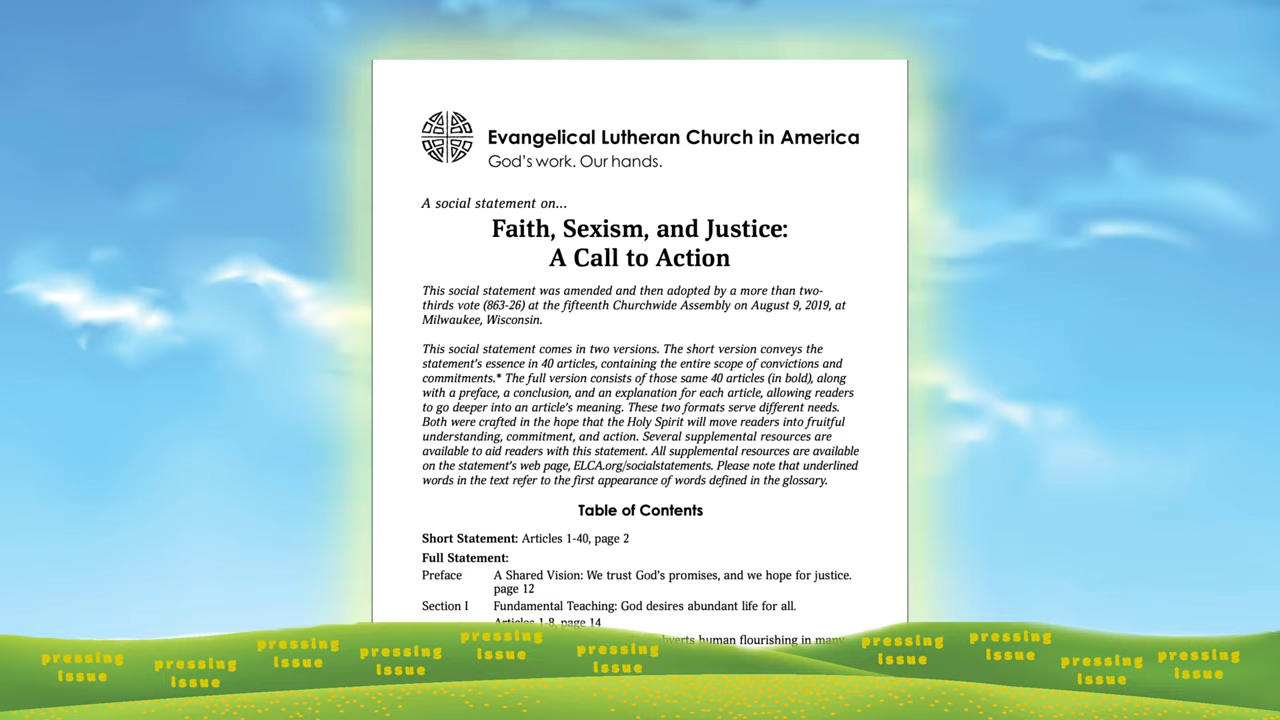 Evangelical Lutheran Church in America
God's work. Our hands.
A social statement on...
Faith, Sexism, and Justice:
A Call to Action
This social statement was amended and then adopted by a more than two-
thirds vote (863-26) at the fifteenth Churchwide Assembly on August 9, 2019, at
Milwaukee, Wisconsin.
This social statement comes in two versions. The short version conveys the
statement's essence in 40 articles, containing the entire scope of convictions and
commitments.* The full version consists of those same 40 articles (in bold), along
with a preface, a conclusion, and an explanation for each article, allowing readers
to go deeper into an article's meaning. These two formats serve different needs.
Both were crafted in the hope that the Holy Spirit will move readers into fruitful
understanding, commitment, and action. Several supplemental resources are
available to aid readers with this statement. All supplemental resources are available
on the statement's web page, ELCA.org/socialstatements. Please note that underlined
words in the text refer to the first appearance of words defined in the glossary.
Table of Contents
Short Statement: Articles 1-40, page 2
Full Statement:
Preface A Shared Vision: We trust God's promises, and we hope for justice.
page 12
Section I Fundamental Teaching: God desires abundant life for all.
Articles 1-8, page 14
human flourishing in many
pressing issue
pressing issue
pressing issue
pressing issue
pressing issue
pressing issue
pressing issue
pressing issue
pressing issue
pressing issue